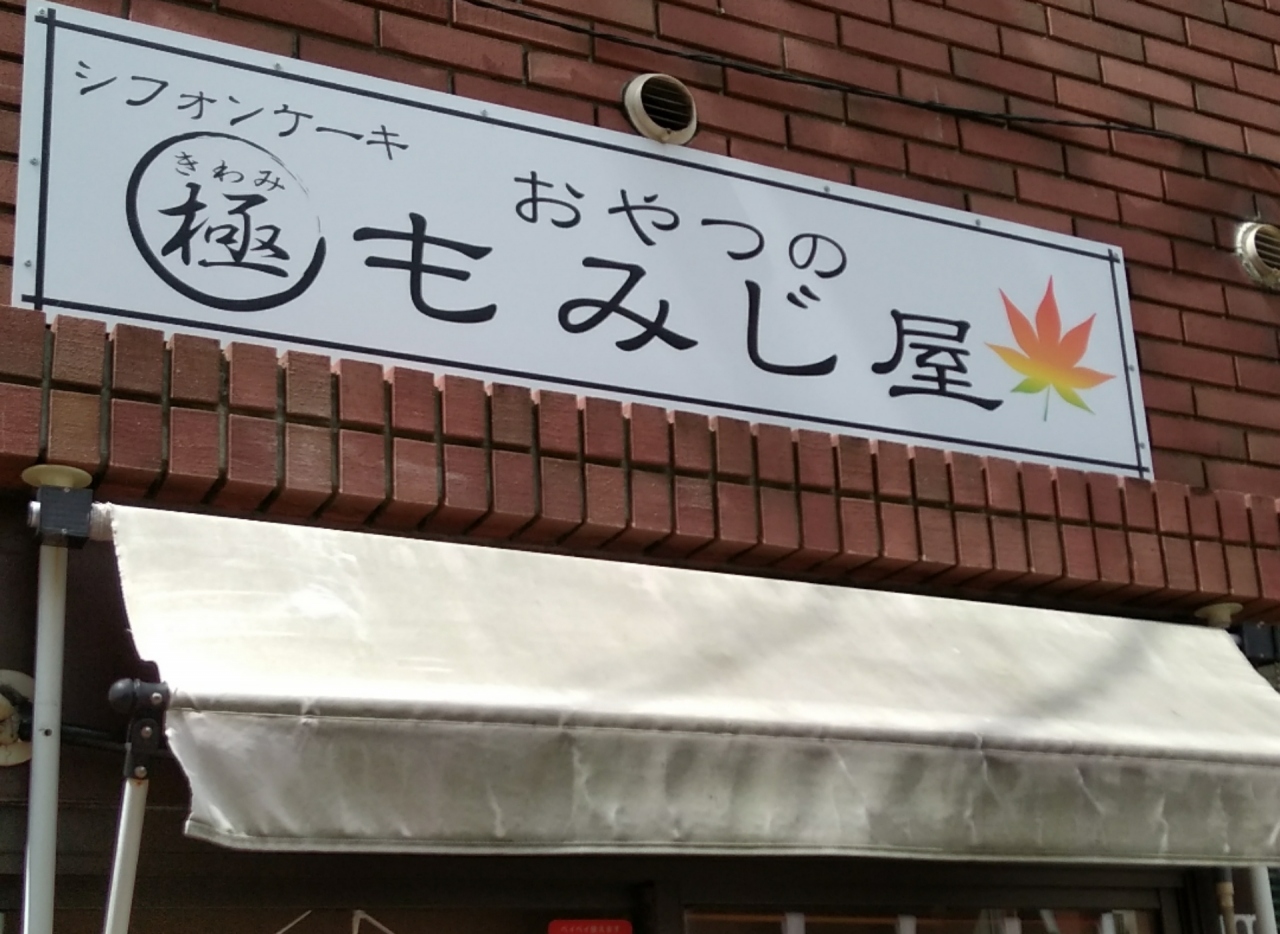 シフォンケーキ
きわみ
極
おやつの
もみじ屋